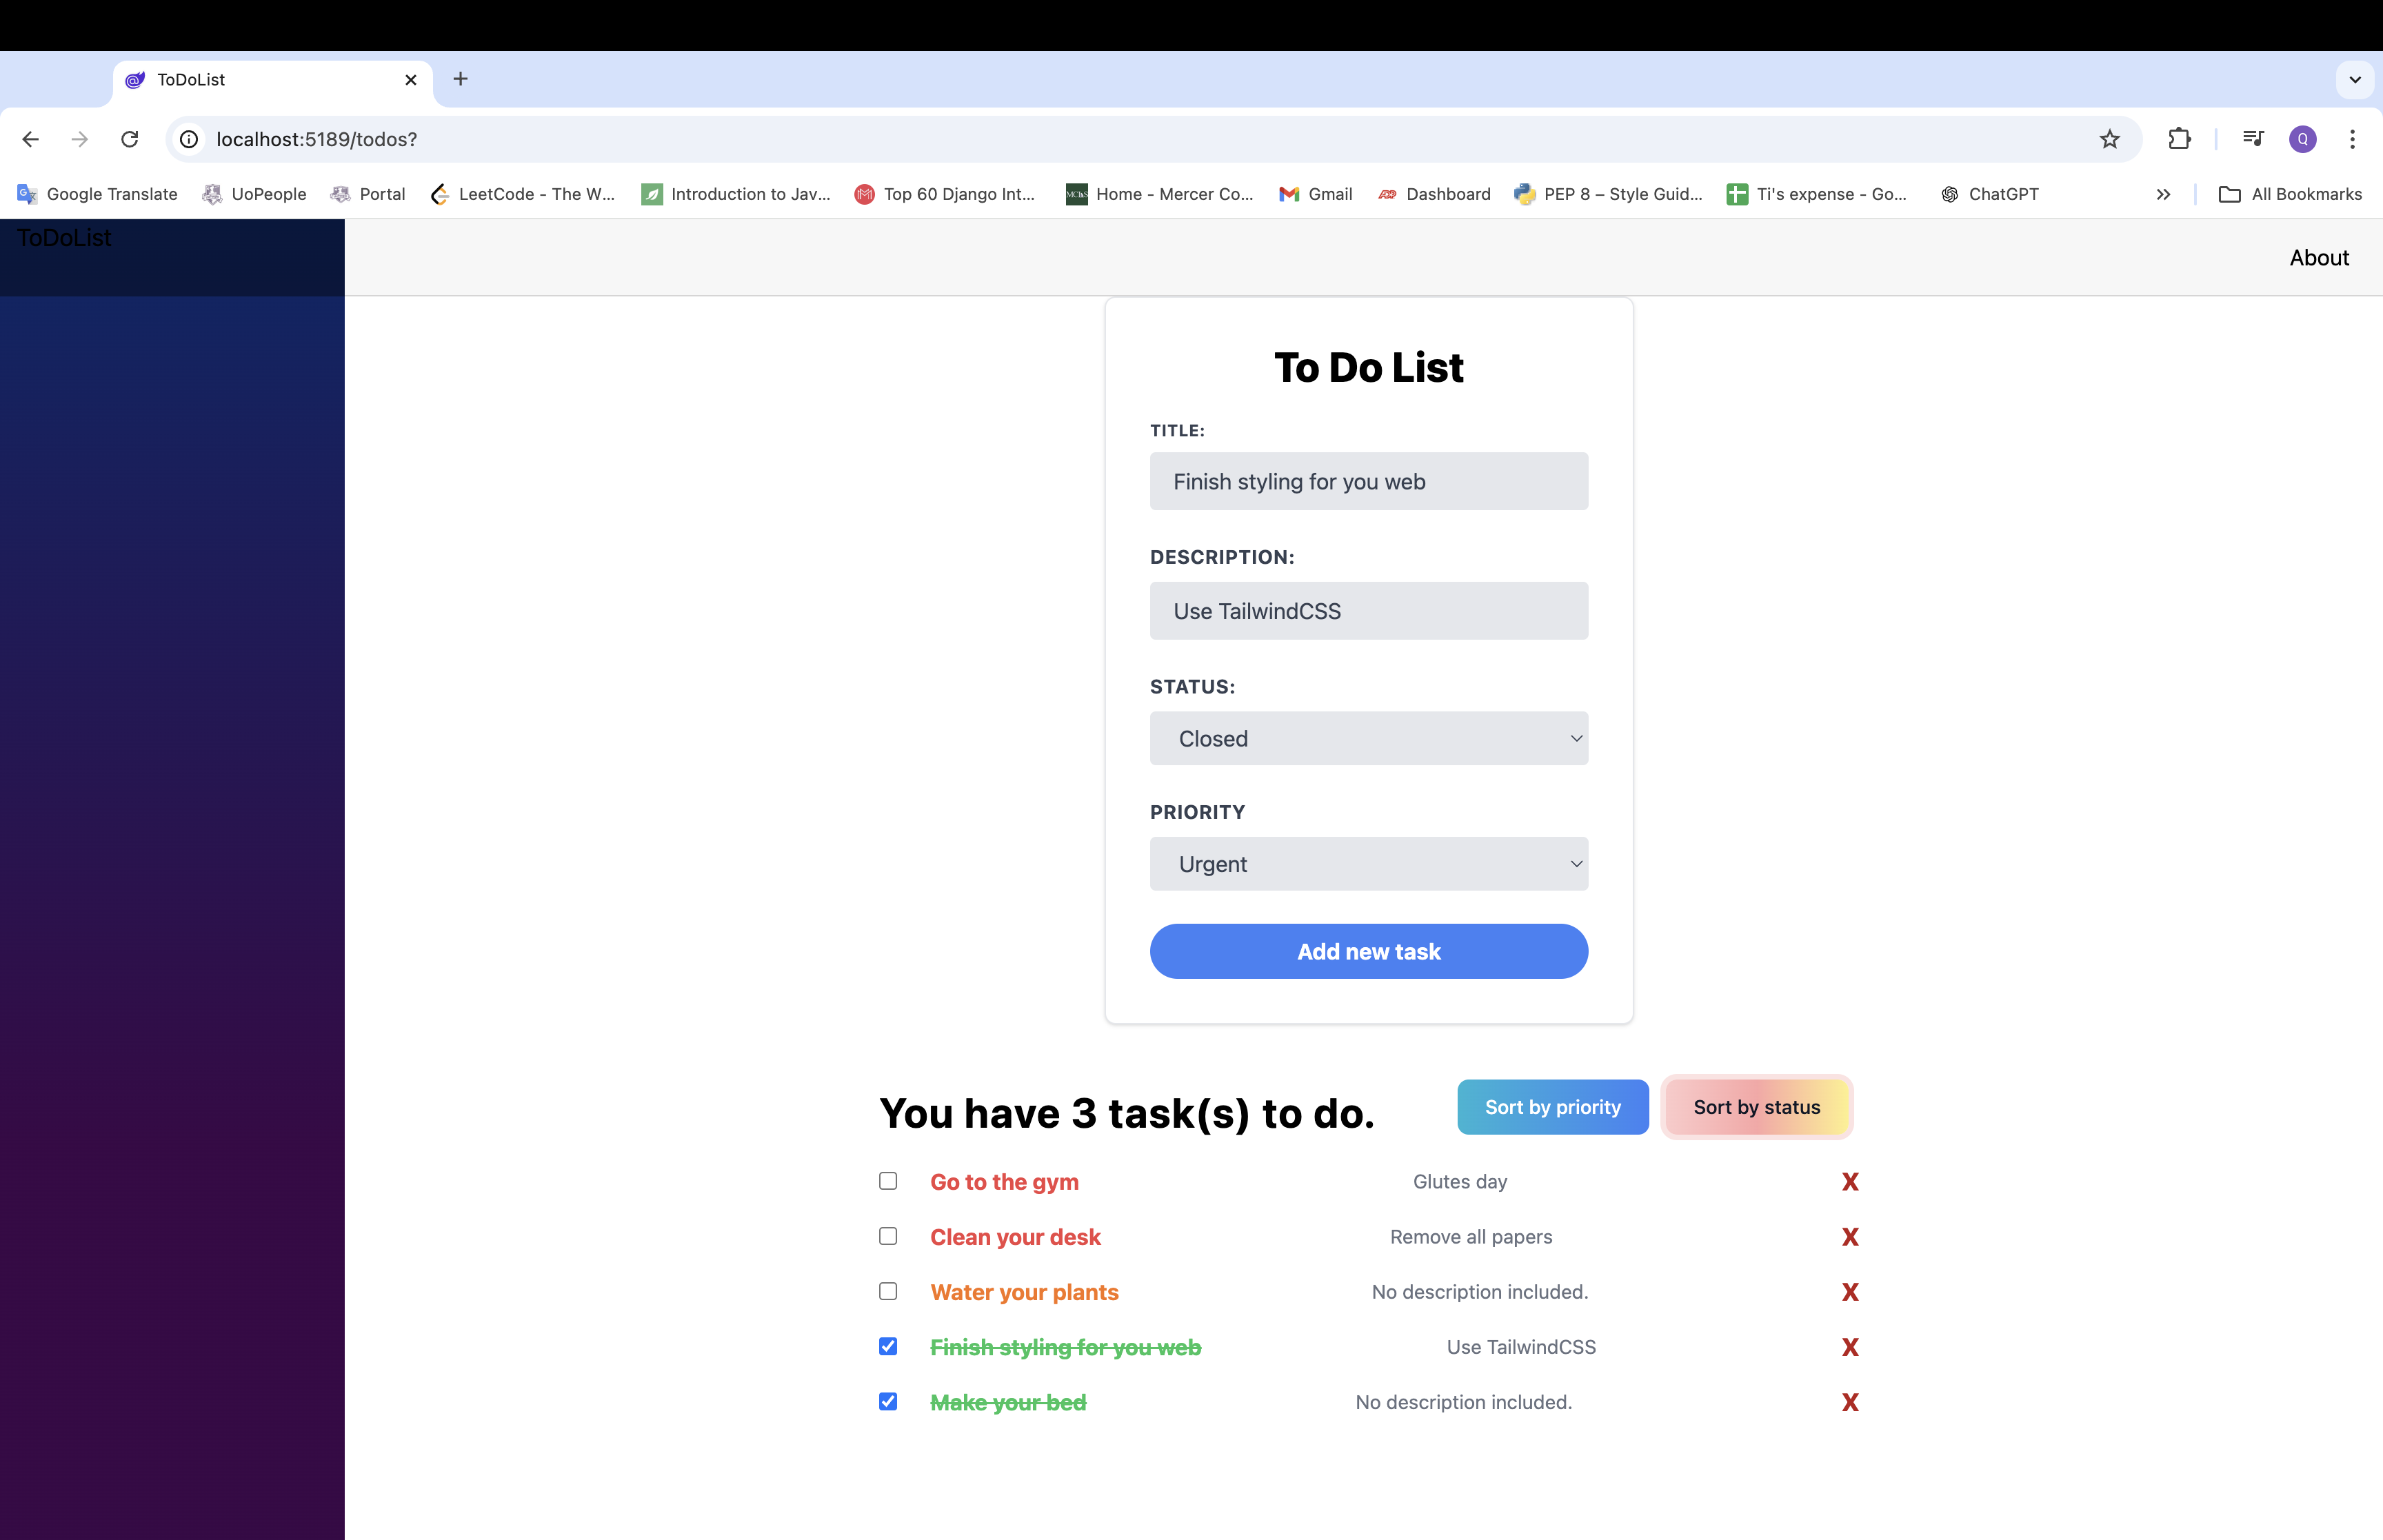 ToDoList
localhost:5189/todos?
Q
Google Translate UoPeople Portal LeetCode - The W... Introduction to Jav... Top 60 Django Int... Home - Mercer Co... Gmail Dashboard PEP 8 – Style Guid... Ti's expense - Go... ChatGPT All Bookmarks
ToDoList
About
To Do List
TITLE:
Finish styling for you web
DESCRIPTION:
Use TailwindCSS
STATUS:
Closed
PRIORITY
Urgent
Add new task
You have 3 task(s) to do. Sort by priority Sort by status
Go to the gym Glutes day X
Clean your desk Remove all papers X
Water your plants No description included. X
Finish styling for you web Use TailwindCSS X
Make your bed No description included. X